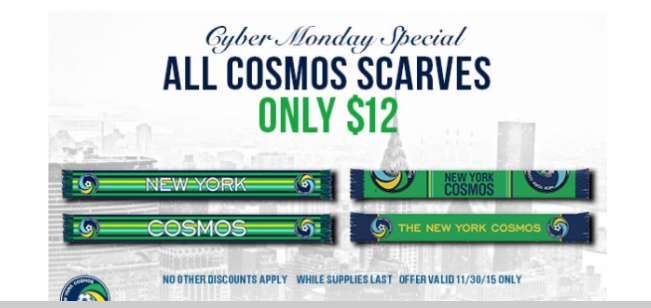 Cyber Monday Special
ALL COSMOS SCARVES
ONLY $12
NEW YORK
NEW YORK
COSMOS
COSMOS
THE NEW YORK COSMOS
NO OTHER DISCOUNTS APPLY WHILE SUPPLIES LAST OFFER VALID 11/30/15 ONLY